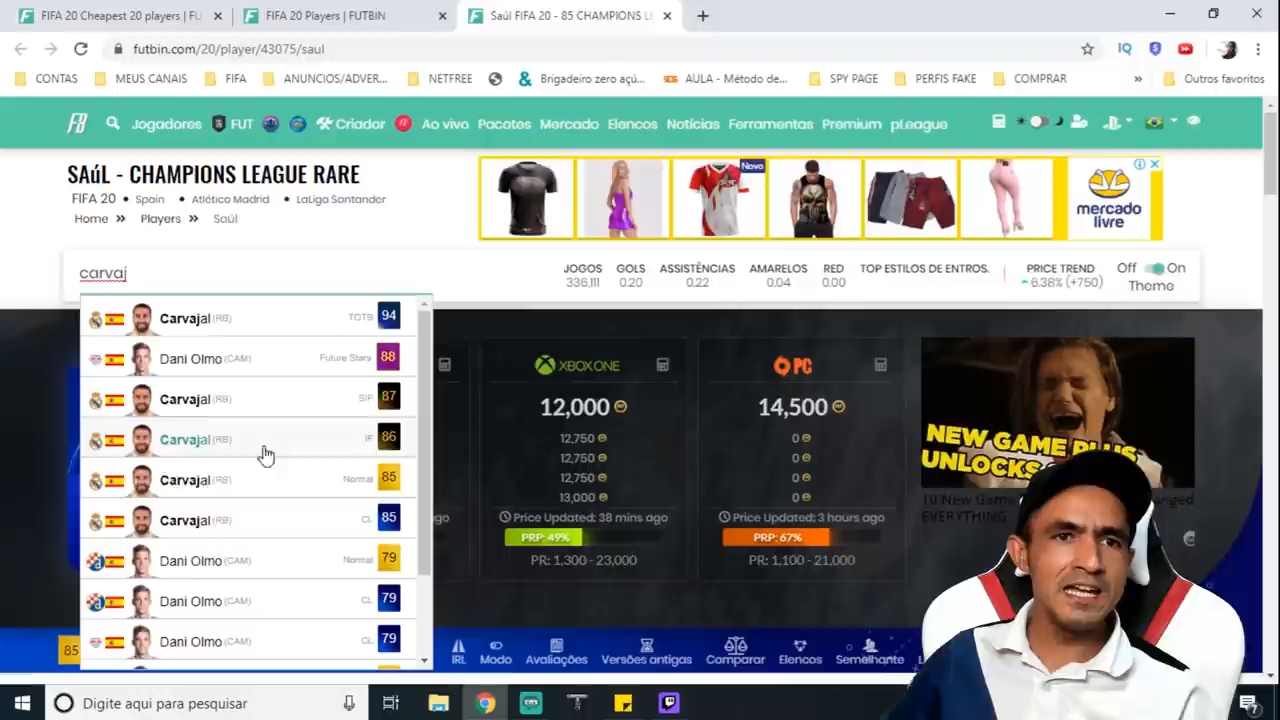 FIFA 20 Cheapest 20 players | FU
FIFA 20 Players | FUTBIN
Saúl FIFA 20 - 85 CHAMPIONS L
futbin.com/20/player/43075/saul
CONTAS
MEUS CANAIS
FIFA
ANUNCIOS/ADVER...
NETFREE
Brigadeiro zero açú...
AULA - Método de...
SPY PAGE
PERFIS FAKE
COMPRAR
»
Outros favoritos
Jogadores
FUT
Criador
Ao vivo
Pacotes
Mercado
Elencos
Notícias
Ferramentas
Premium
pLeague
SAúL - CHAMPIONS LEAGUE RARE
FIFA 20 • Spain • Atlético Madrid • LaLiga Santander
Home » Players » Saúl
Novo
mercado
livre
carvaj
JOGOS
336,111
GOLS
0.20
ASSISTÊNCIAS
0.22
AMARELOS
0.04
RED
0.00
TOP ESTILOS DE ENTROS.
PRICE TREND
6.38% (+750)
Off On
Theme
Carvajal (RB) TOTS 94
Dani Olmo (CAM) Future Stars 88
Carvajal (RB) SIF 87
Carvajal (RB) IF 86
Carvajal (RB) Normal 85
Carvajal (RB) CL 85
Dani Olmo (CAM) Normal 79
Dani Olmo (CAM) CL 79
Dani Olmo (CAM) CL 79
ago
XBOX ONE
12,000
12,750
12,750
12,750
13,000
Price Updated: 38 mins ago
PRP: 49%
PR: 1,300 - 23,000
PC
14,500
0
0
0
0
Price Updated: 3 hours ago
PRP: 67%
PR: 1,100 - 21,000
NEW GAME PLUS
UNLOCKS
10 New Game
EVERYTHING
85
IRL
Modo
Avaliações
Versões antigas
Comparar
Elencos
Semelhante
Digite aqui para pesquisar
7